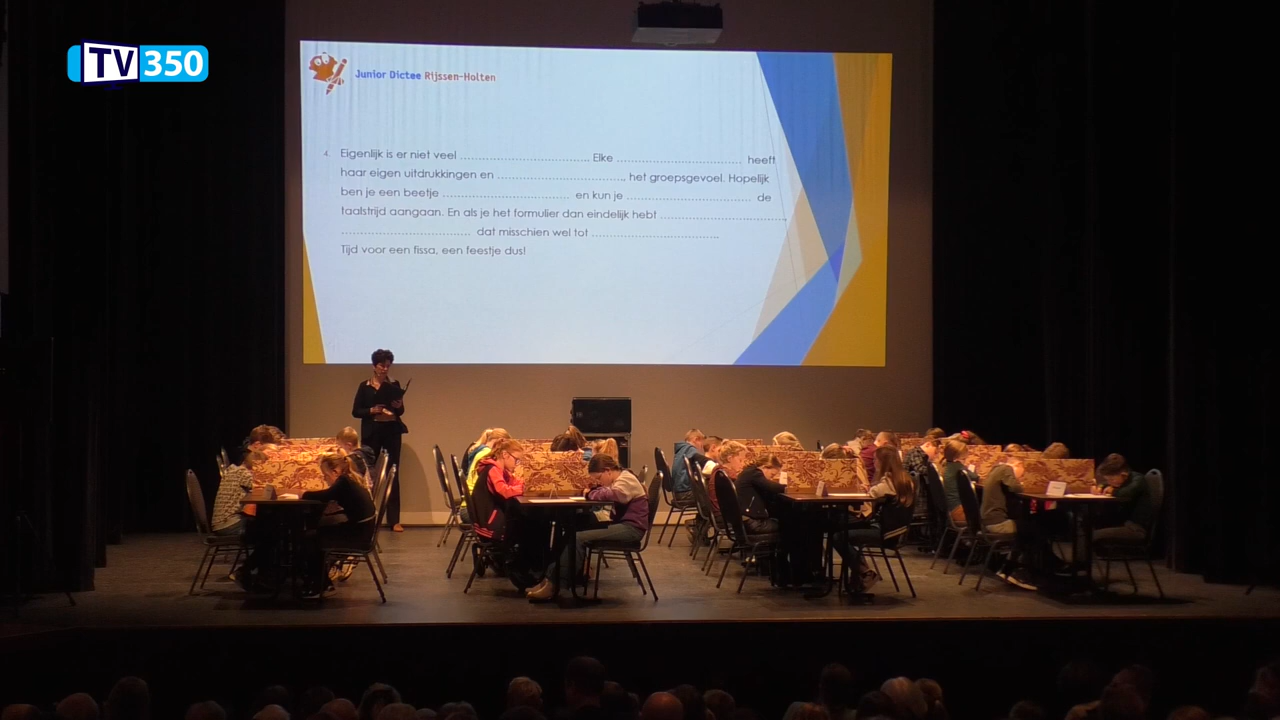 TV350
Junior Dictee Rijssen-Holten
4. Eigenlijk is er niet veel ........................................ Elke ........................................ heeft
haar eigen uitdrukkingen en ........................................, het groepsgevoel. Hopelijk
ben je een beetje ........................................ en kun je ........................................ de
taalstrijd aangaan. En als je het formulier dan eindelijk hebt ........................................,
........................................ dat misschien wel tot ........................................
Tijd voor een fissa, een feestje dus!